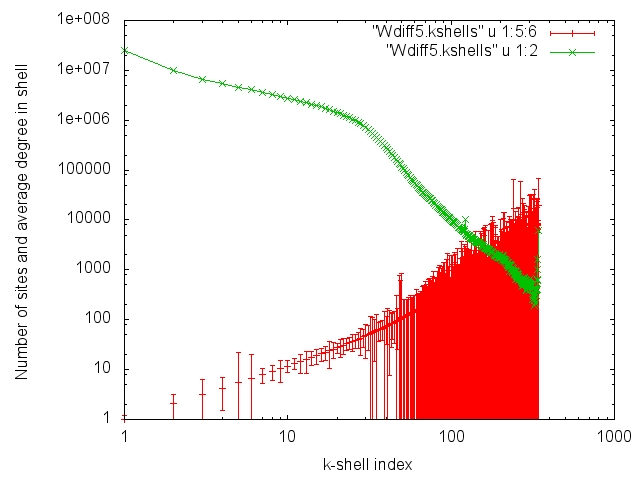 "Wdiff5.kshells" u 1:5:6
"Wdiff5.kshells" u 1:2
1e+008
1e+007
1e+006
100000
10000
1000
100
10
1
1 10 100 1000
k-shell index
Number of sites and average degree in shell